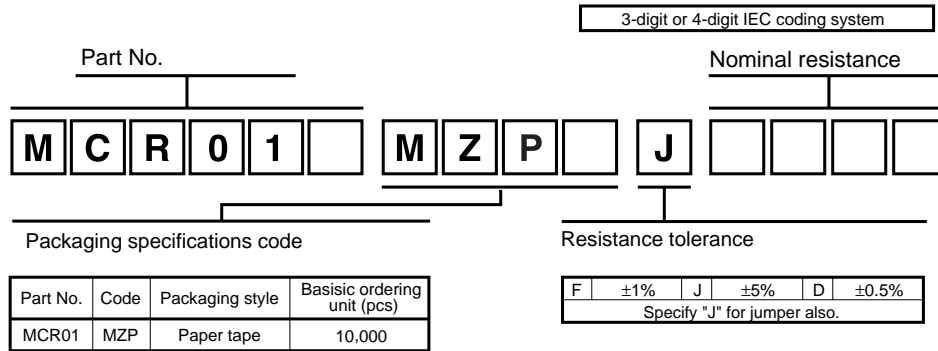 3-digit or 4-digit IEC coding system
Part No.
Nominal resistance
M C R 0 1 M Z P J
Packaging specifications code
Resistance tolerance
Part No. Code Packaging style Basisic ordering unit (pcs)
MCR01 MZP Paper tape 10,000
F ±1% J ±5% D ±0.5%
Specify "J" for jumper also.